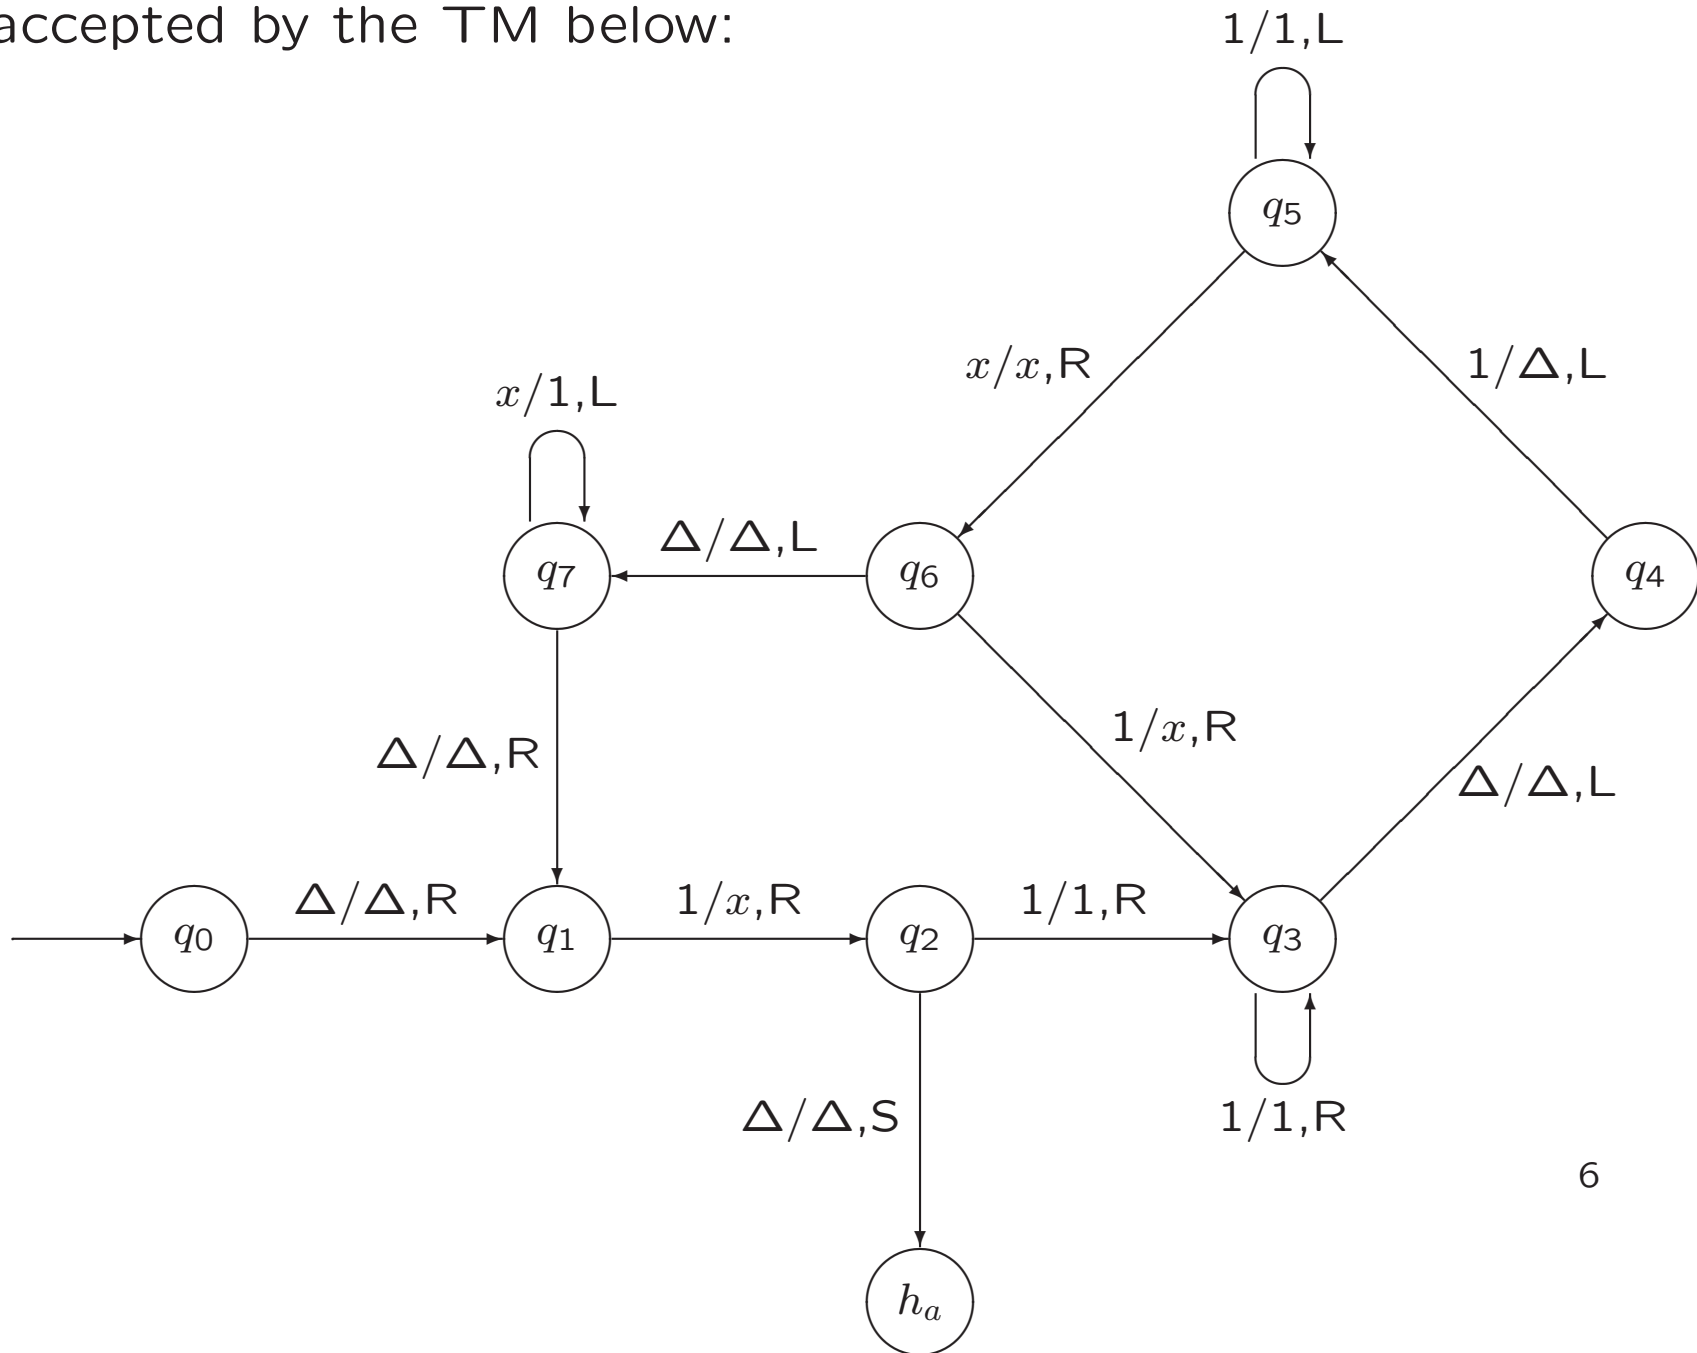 accepted by the TM below:
1/1,L
q5
x/x,R
1/Δ,L
x/1,L
q7
Δ/Δ,L
q6
q4
1/x,R
Δ/Δ,R
Δ/Δ,L
q0
Δ/Δ,R
q1
1/x,R
q2
1/1,R
q3
Δ/Δ,S
1/1,R
6
ha